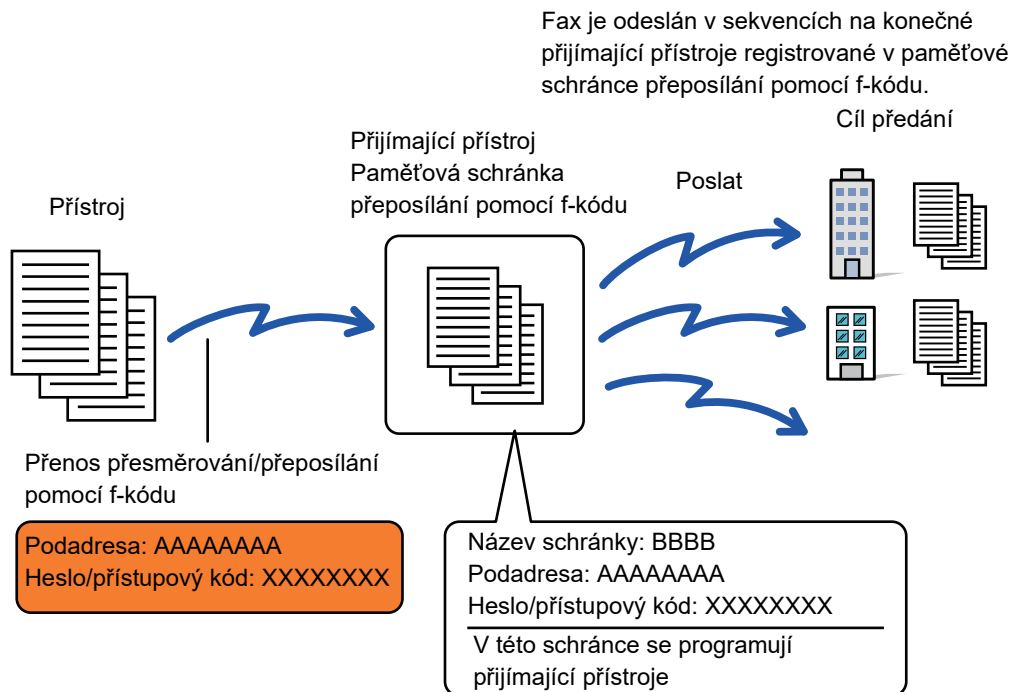 Fax je odeslán v sekvencích na konečné
přijímající přístroje registrované v paměťové
schránce přeposílání pomocí f-kódu.
Cíl předání
Přijímající přístroj
Paměťová schránka
přeposílání pomocí f-kódu
Poslat
Přístroj
Přenos přesměrování/přeposílání
pomocí f-kódu
Podadresa: AAAAAAAA
Heslo/přístupový kód: XXXXXXXX
Název schránky: BBBB
Podadresa: AAAAAAAA
Heslo/přístupový kód: XXXXXXXX
V této schránce se programují
přijímající přístroje